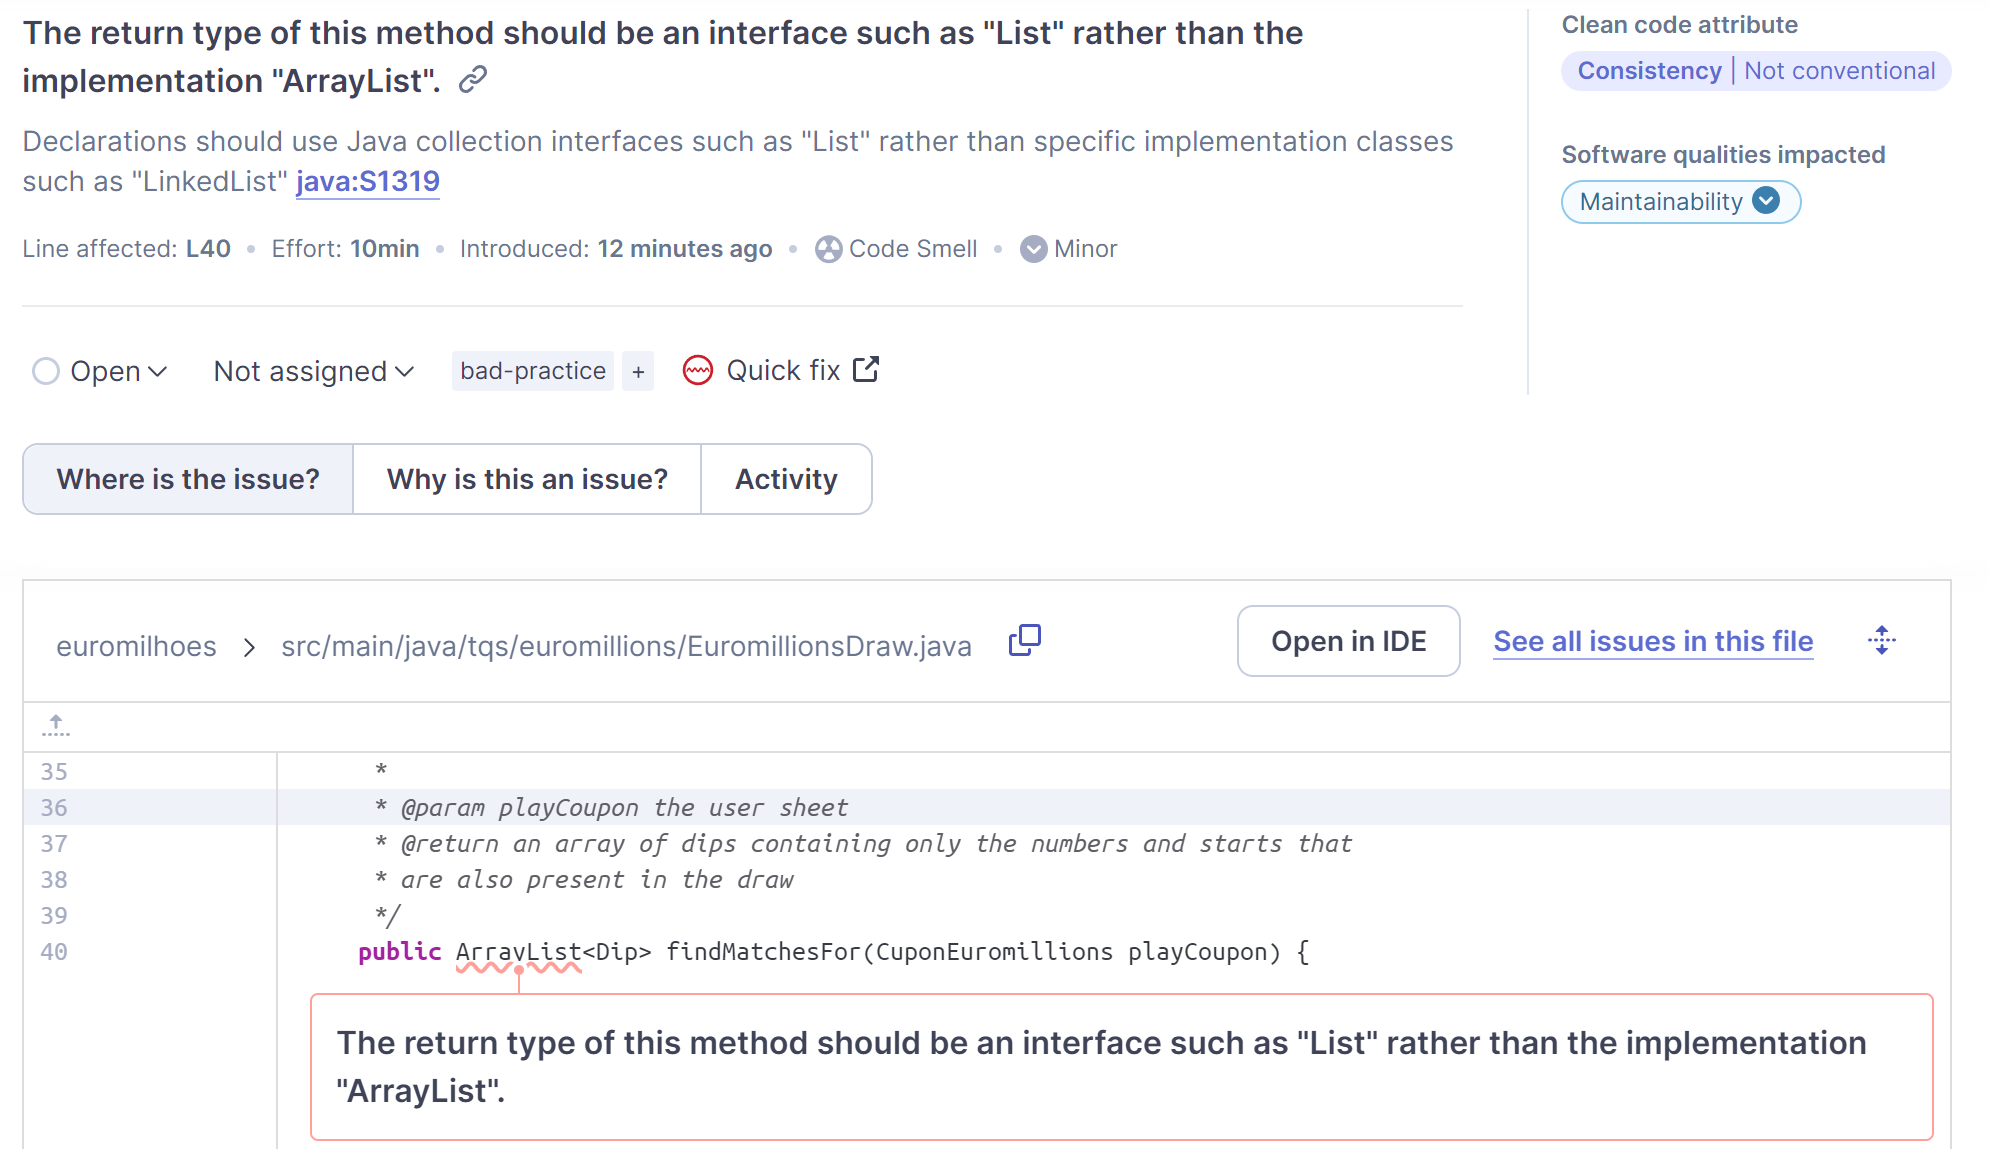 The return type of this method should be an interface such as "List" rather than the
implementation "ArrayList".
Declarations should use Java collection interfaces such as "List" rather than specific implementation classes
such as "LinkedList" java:S1319
Line affected: L40 • Effort: 10min • Introduced: 12 minutes ago • Code Smell • Minor
Open Not assigned bad-practice + Quick fix
Clean code attribute
Consistency | Not conventional
Software qualities impacted
Maintainability
Where is the issue? Why is this an issue? Activity
euromilhoes > src/main/java/tqs/euromillions/EuromillionsDraw.java Open in IDE See all issues in this file
35 *
36 * @param playCoupon the user sheet
37 * @return an array of dips containing only the numbers and starts that
38 * are also present in the draw
39 */
40 public ArrayList<Dip> findMatchesFor(CuponEuromillions playCoupon) {
The return type of this method should be an interface such as "List" rather than the implementation
"ArrayList".